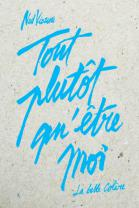 Ned Vizzini
Tout
plutôt
qu'être
moi
La belle Colère